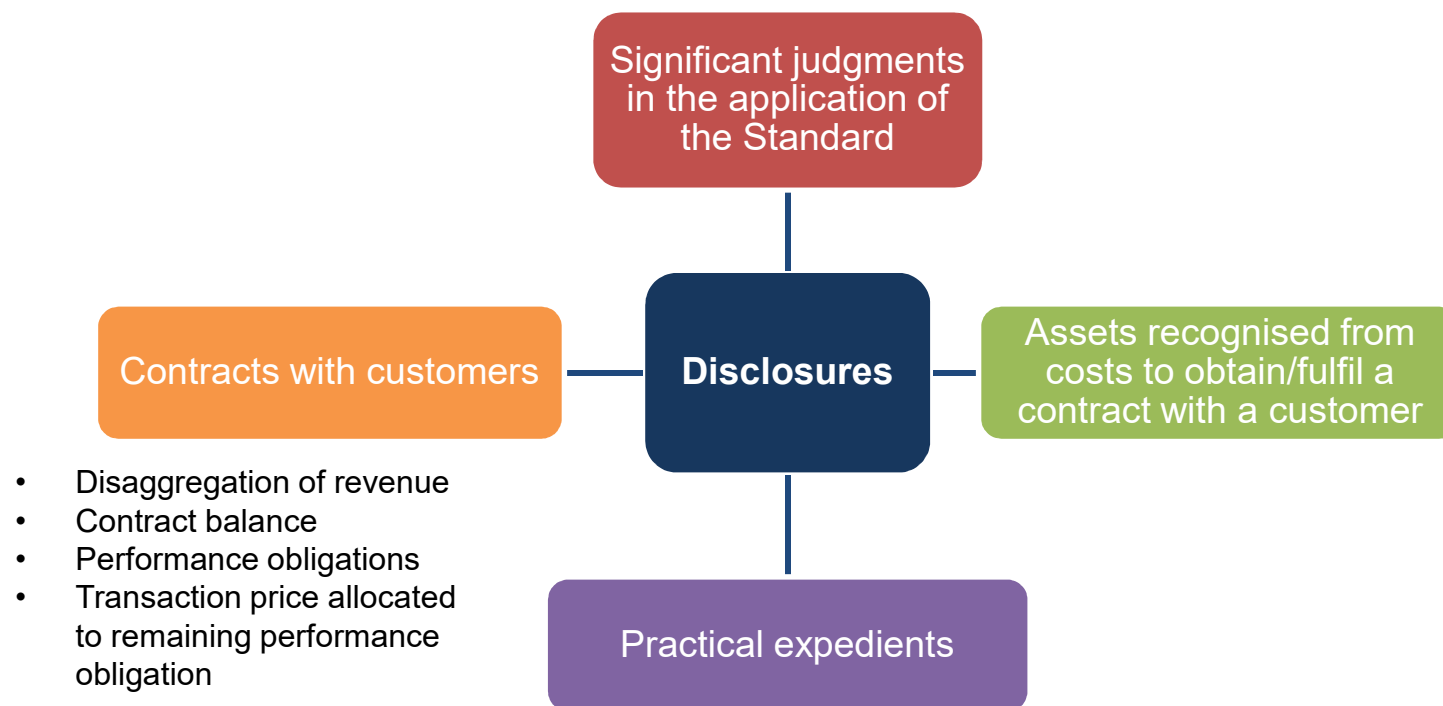 Significant judgments
in the application of
the Standard
Contracts with customers
Disclosures
Assets recognised from
costs to obtain/fulfil a
contract with a customer
• Disaggregation of revenue
• Contract balance
• Performance obligations
• Transaction price allocated
to remaining performance
obligation
Practical expedients